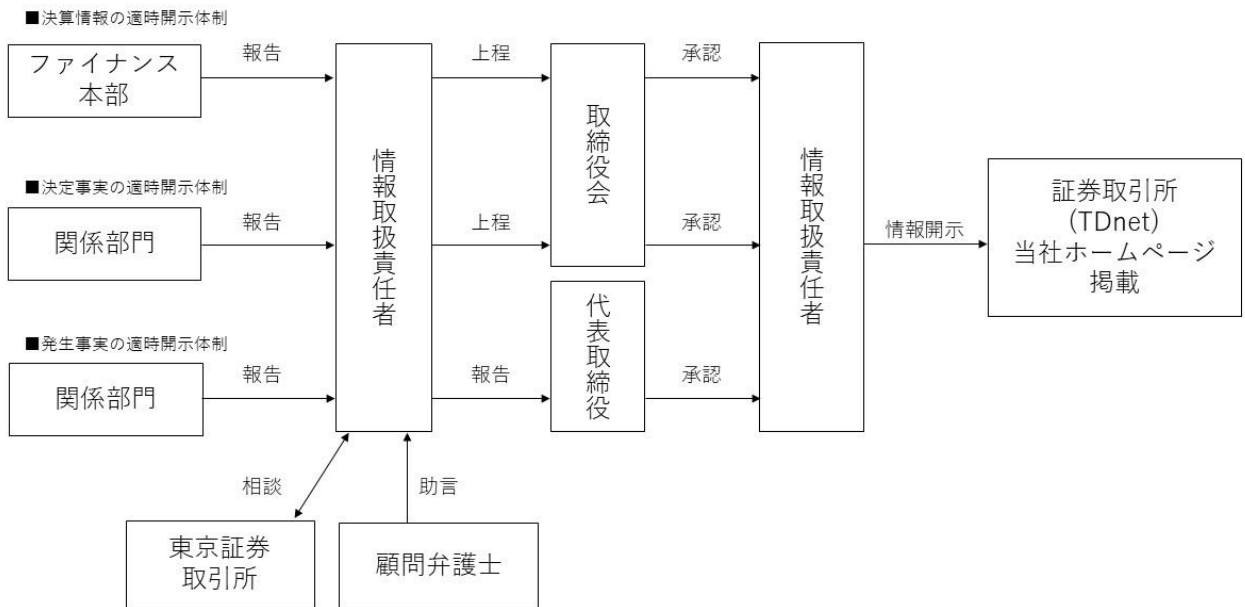 ■決算情報の適時開示体制
ファイナンス
本部
報告
上程
承認
情報取扱責任者
取締役会
情報取扱責任者
■決定事実の適時開示体制
関係部門
報告
上程
承認
情報開示
証券取引所
(TDnet)
当社ホームページ
掲載
■発生事実の適時開示体制
関係部門
報告
報告
代表取締役
承認
相談
助言
東京証券
取引所
顧問弁護士